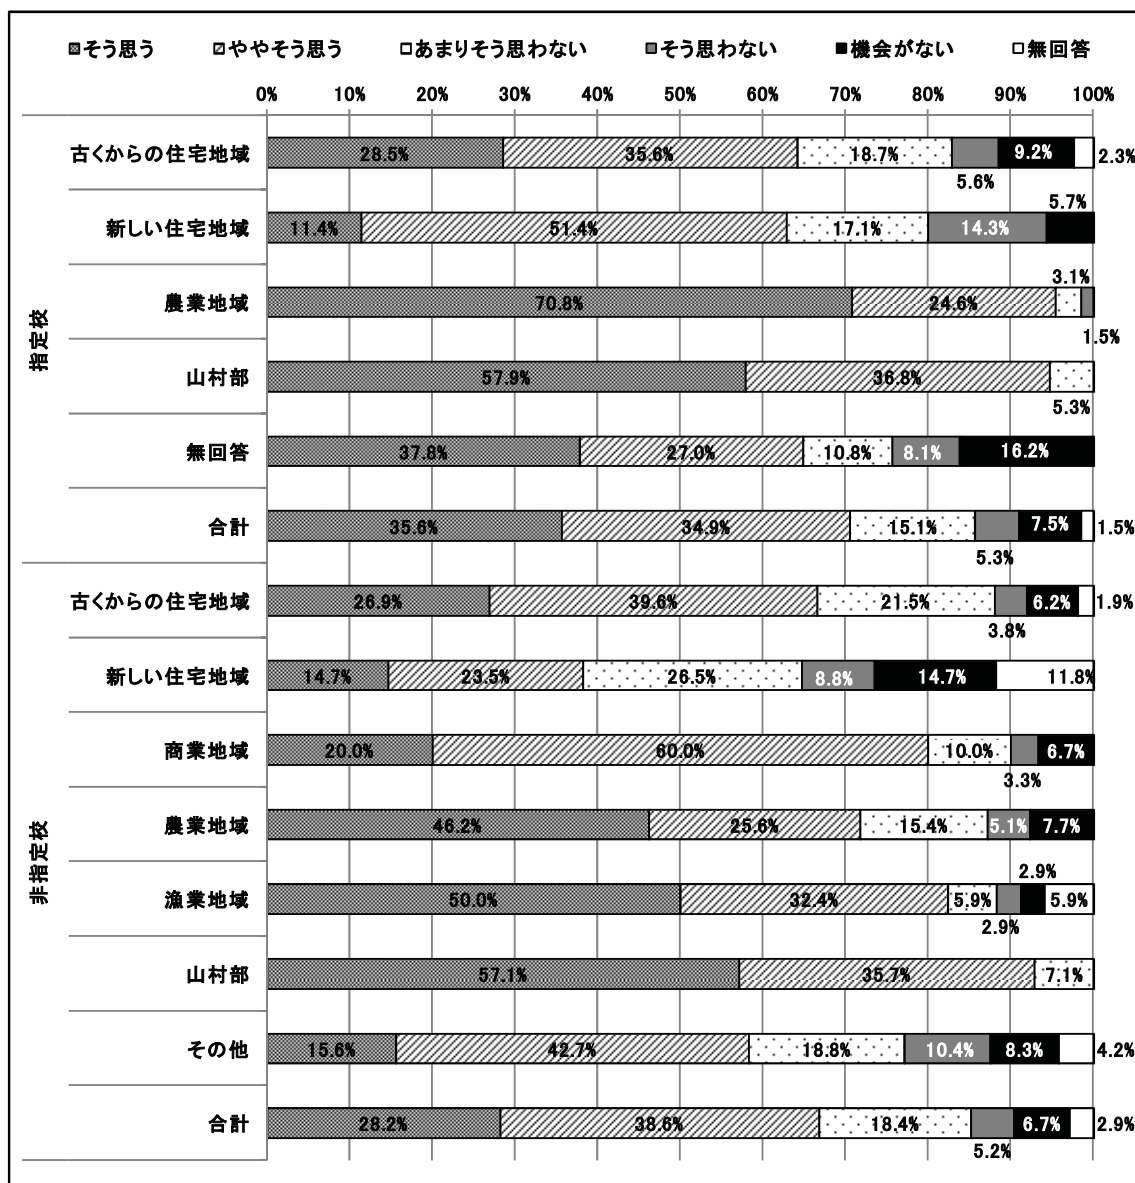 そう思う ややそう思う あまりそう思わない そう思わない 機会がない 無回答
0% 10% 20% 30% 40% 50% 60% 70% 80% 90% 100%
指定校
古くからの住宅地域 28.5% 35.6% 18.7% 5.6% 9.2% 2.3%
新しい住宅地域 11.4% 51.4% 17.1% 14.3% 5.7%
農業地域 70.8% 24.6% 3.1% 1.5%
山村部 57.9% 36.8% 5.3%
無回答 37.8% 27.0% 10.8% 8.1% 16.2%
合計 35.6% 34.9% 15.1% 5.3% 7.5% 1.5%
非指定校
古くからの住宅地域 26.9% 39.6% 21.5% 3.8% 6.2% 1.9%
新しい住宅地域 14.7% 23.5% 26.5% 8.8% 14.7% 11.8%
商業地域 20.0% 60.0% 10.0% 3.3% 6.7%
農業地域 46.2% 25.6% 15.4% 5.1% 7.7%
漁業地域 50.0% 32.4% 5.9% 2.9% 2.9% 5.9%
山村部 57.1% 35.7% 7.1%
その他 15.6% 42.7% 18.8% 10.4% 8.3% 4.2%
合計 28.2% 38.6% 18.4% 5.2% 6.7% 2.9%